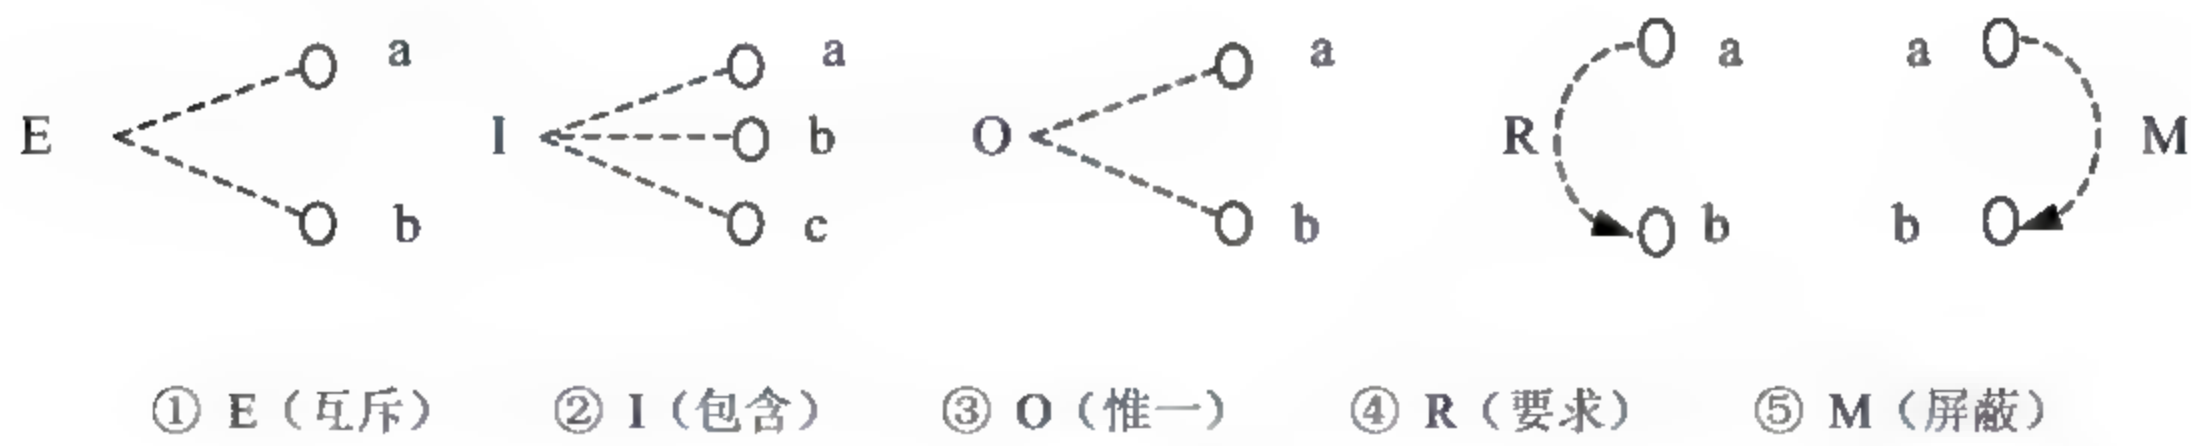 a a a a a
E I b O R M
b c b b b
① E（互斥） ② I（包含） ③ O（惟一） ④ R（要求） ⑤ M（屏蔽）